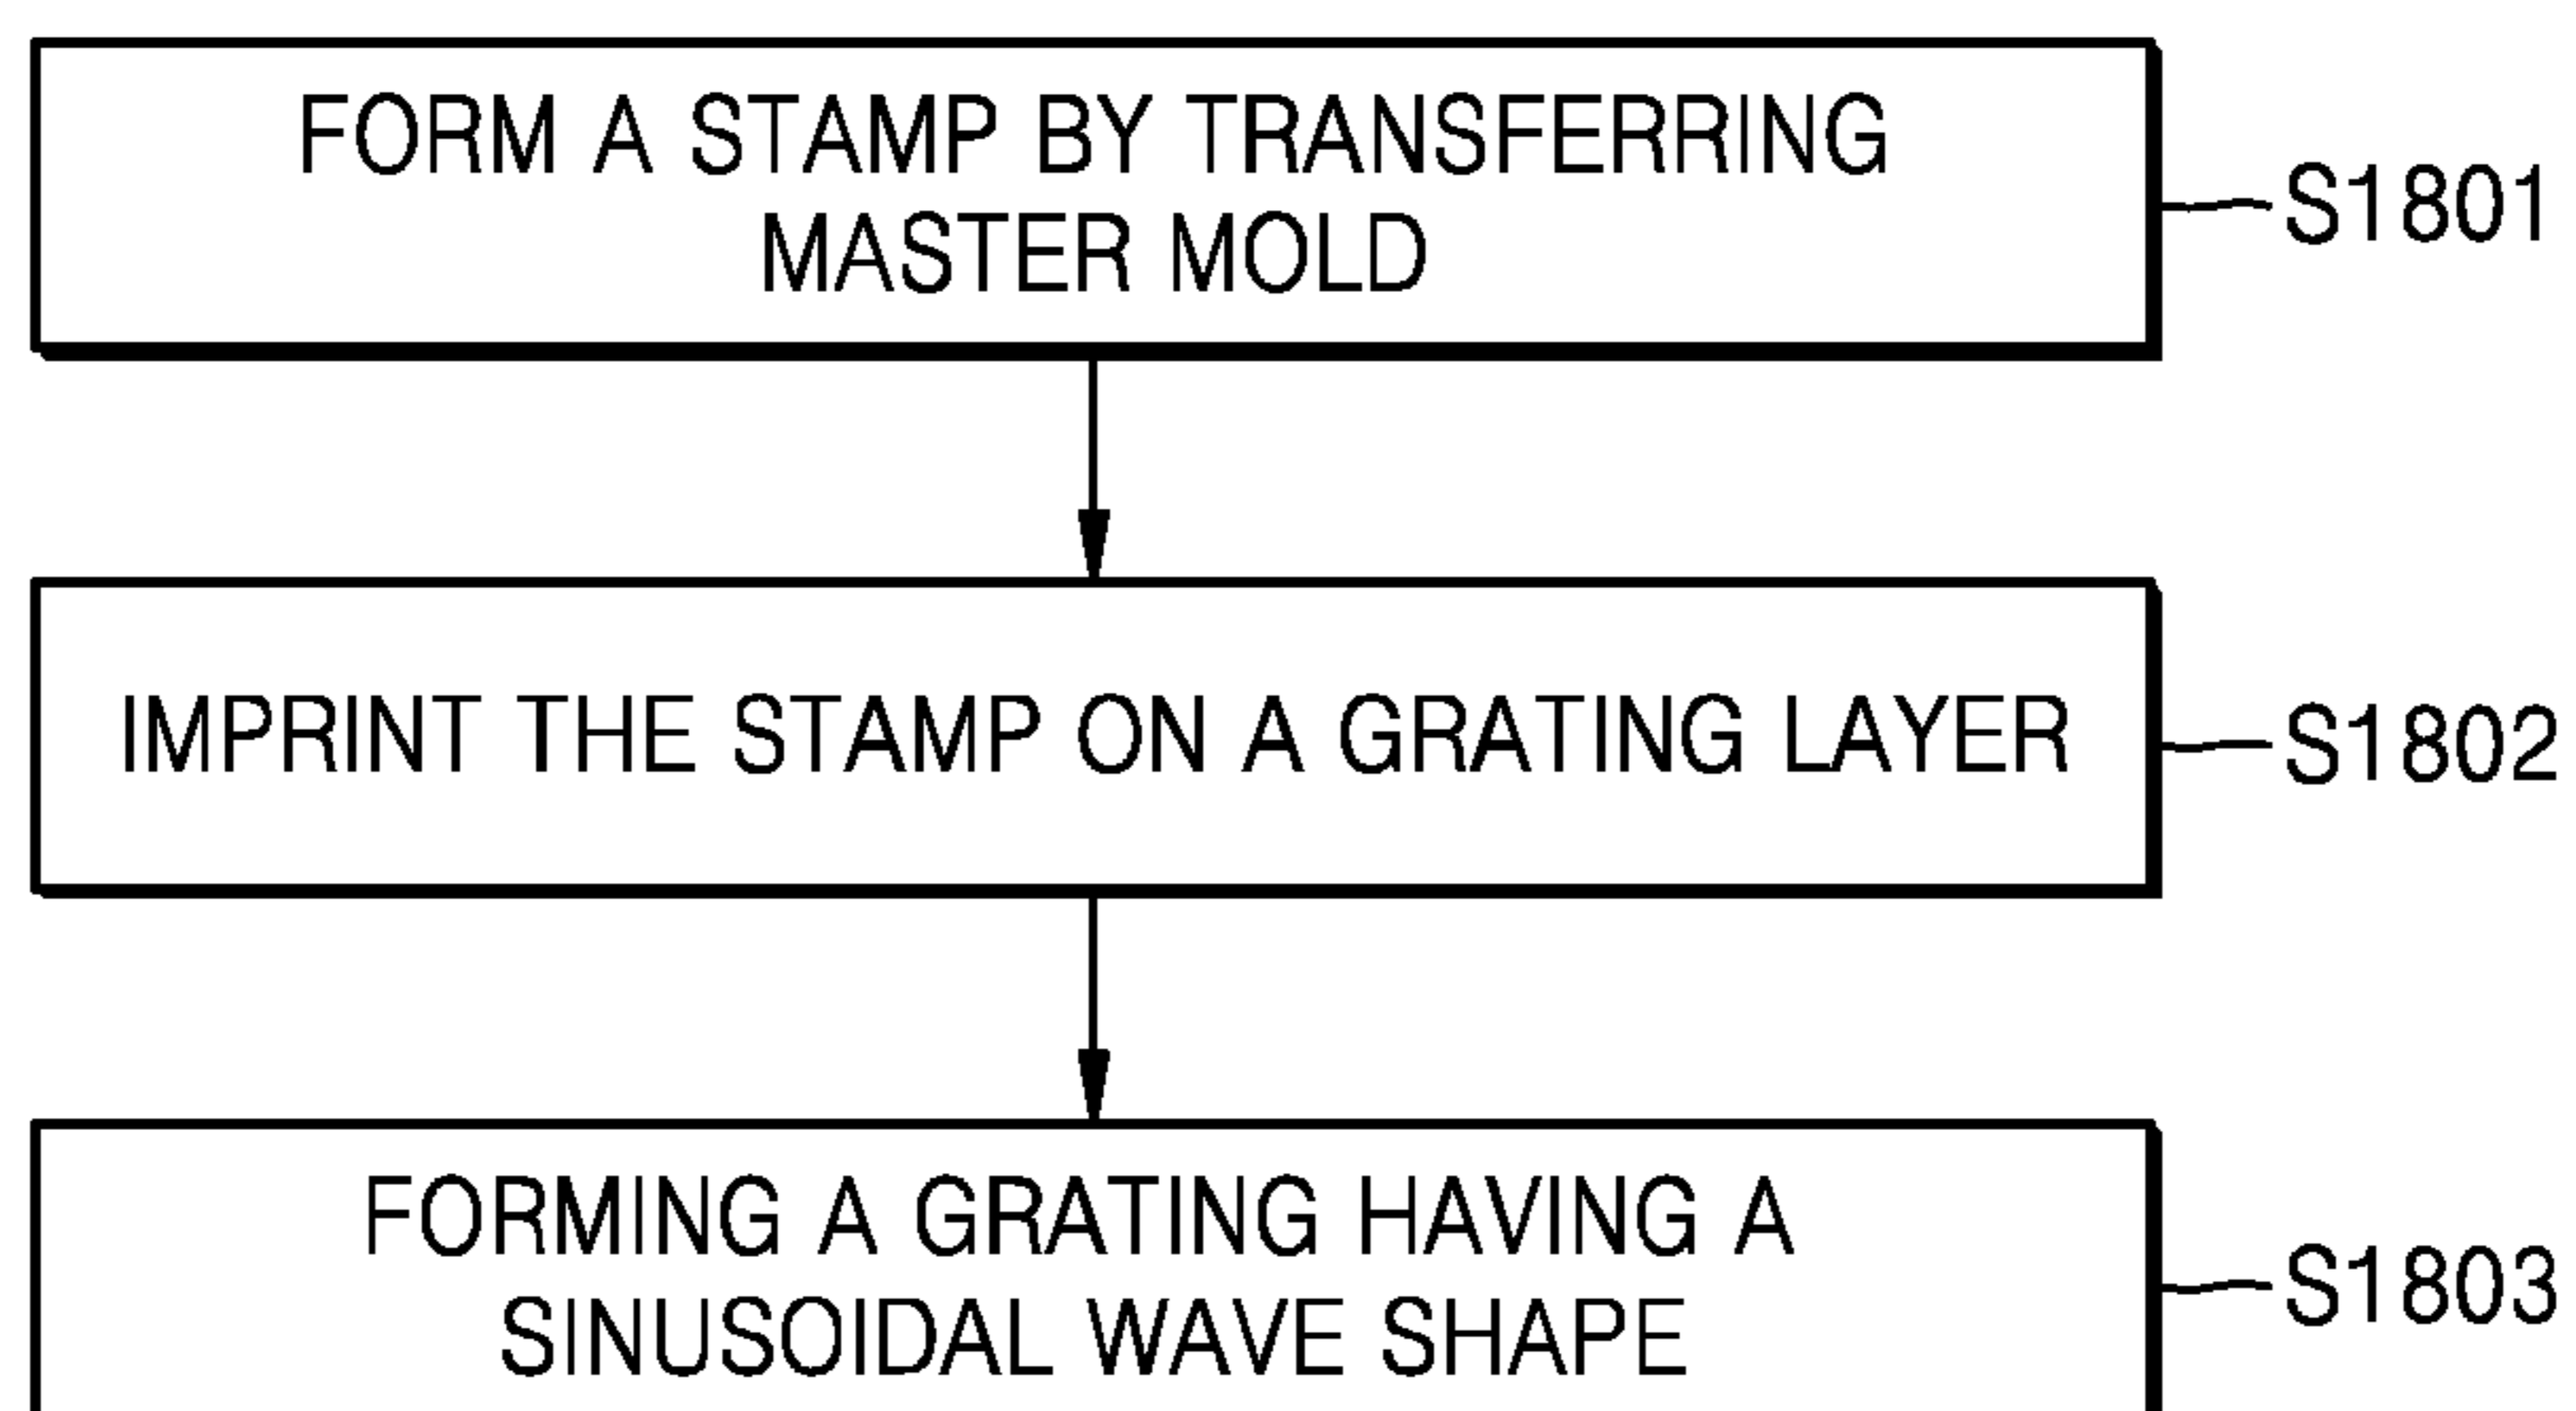 FORM A STAMP BY TRANSFERRING
MASTER MOLD
S1801
IMPRINT THE STAMP ON A GRATING LAYER
S1802
FORMING A GRATING HAVING A
SINUSOIDAL WAVE SHAPE
S1803